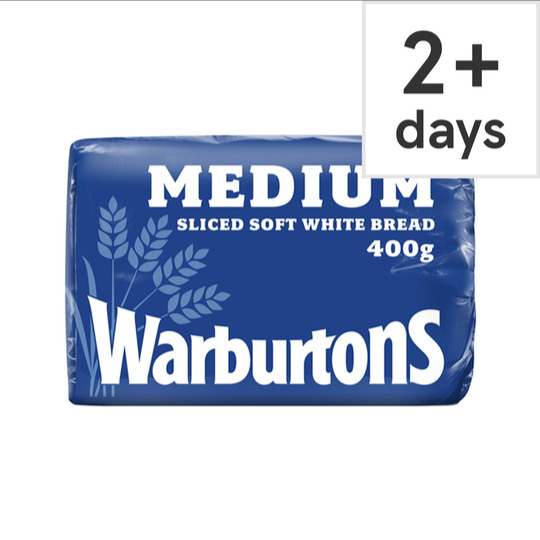 2+
days
MEDIUM
SLICED SOFT WHITE BREAD
400g
Warburtons